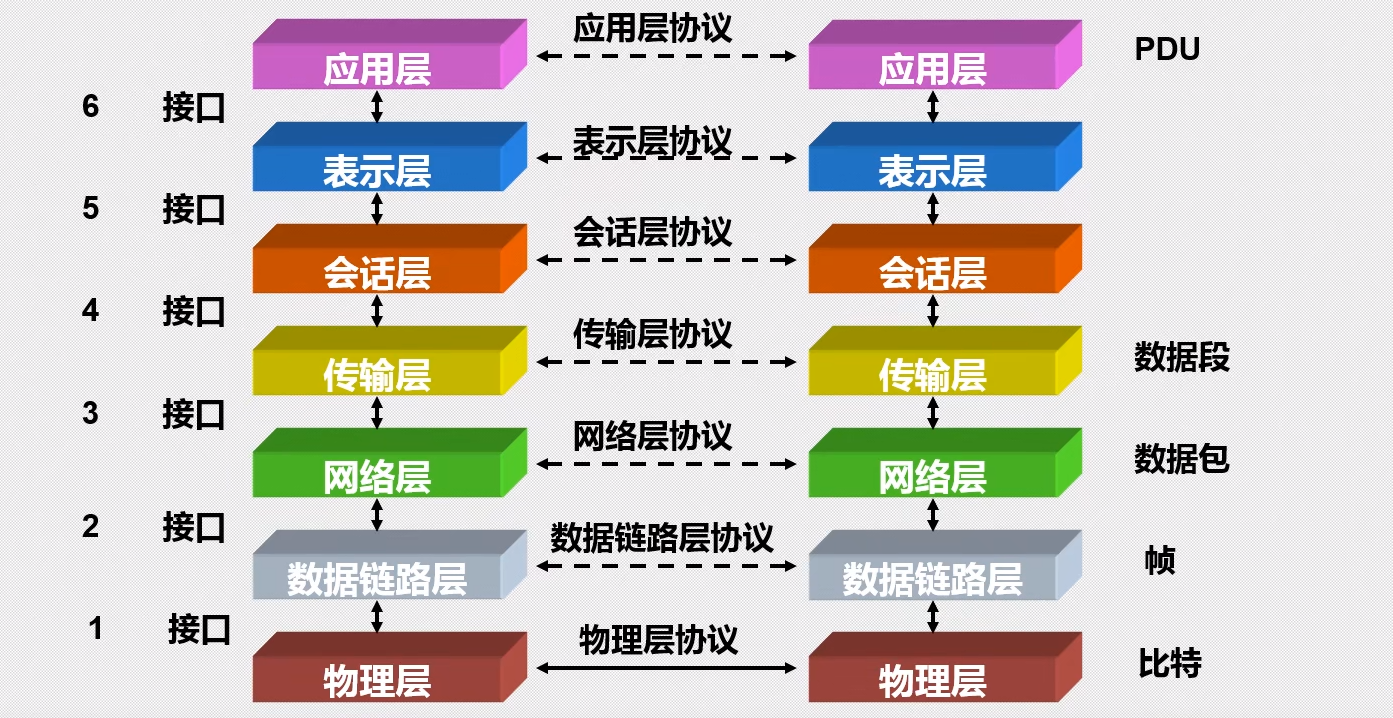 应用层协议
应用层 应用层 PDU
6 接口
表示层协议
表示层 表示层
5 接口
会话层协议
会话层 会话层
4 接口
传输层协议
传输层 传输层 数据段
3 接口
网络层协议
网络层 网络层 数据包
2 接口
数据链路层协议
数据链路层 数据链路层 帧
1 接口
物理层协议
物理层 物理层 比特